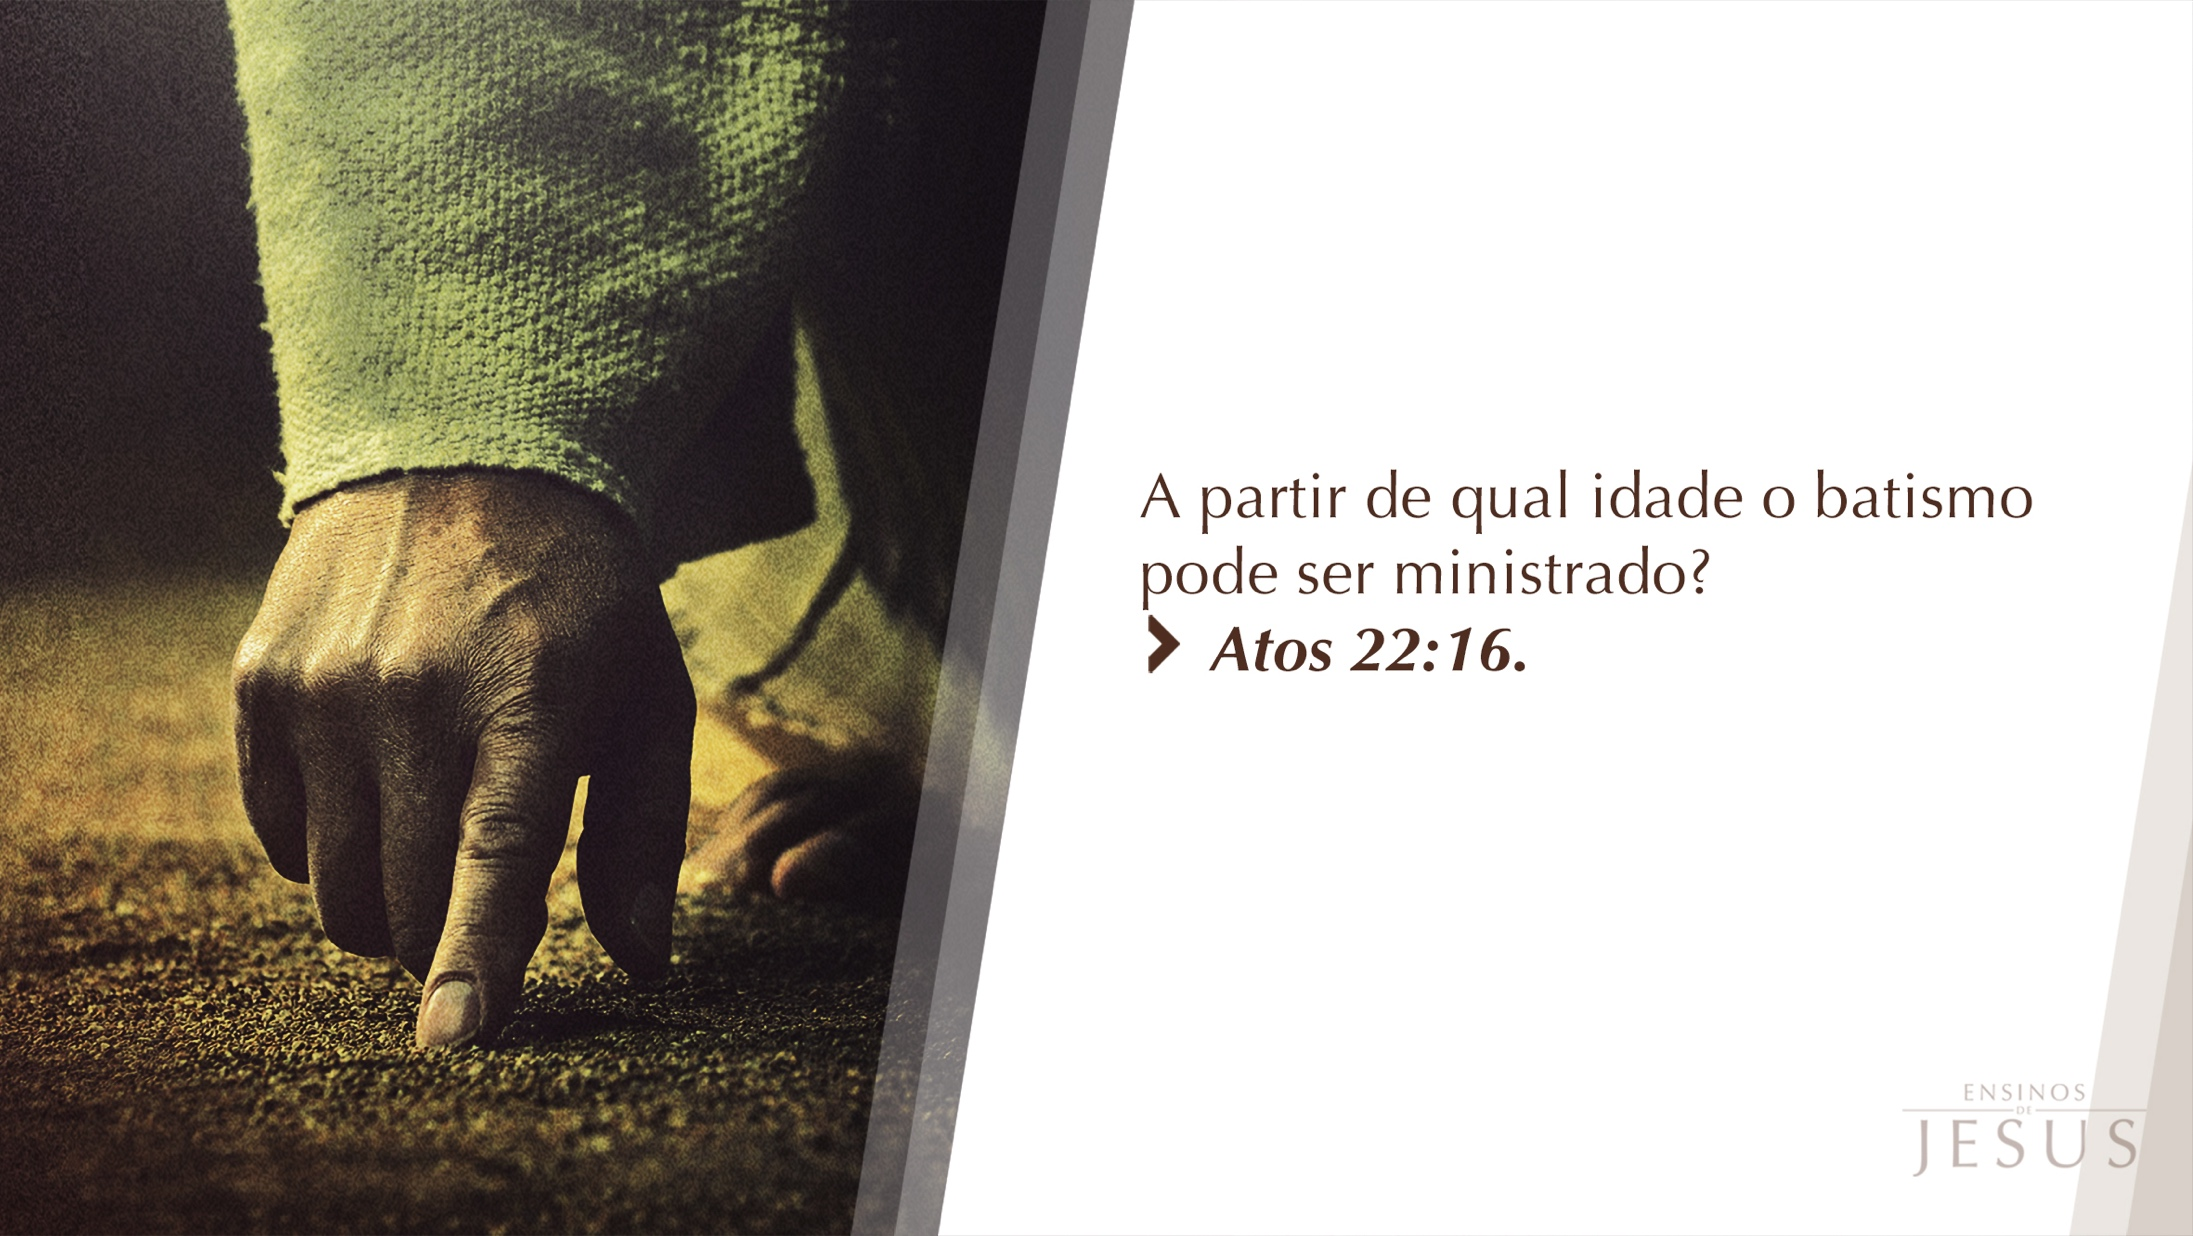 A partir de qual idade o batismo
pode ser ministrado?
Atos 22:16.
ENSINOS
DE
JESUS